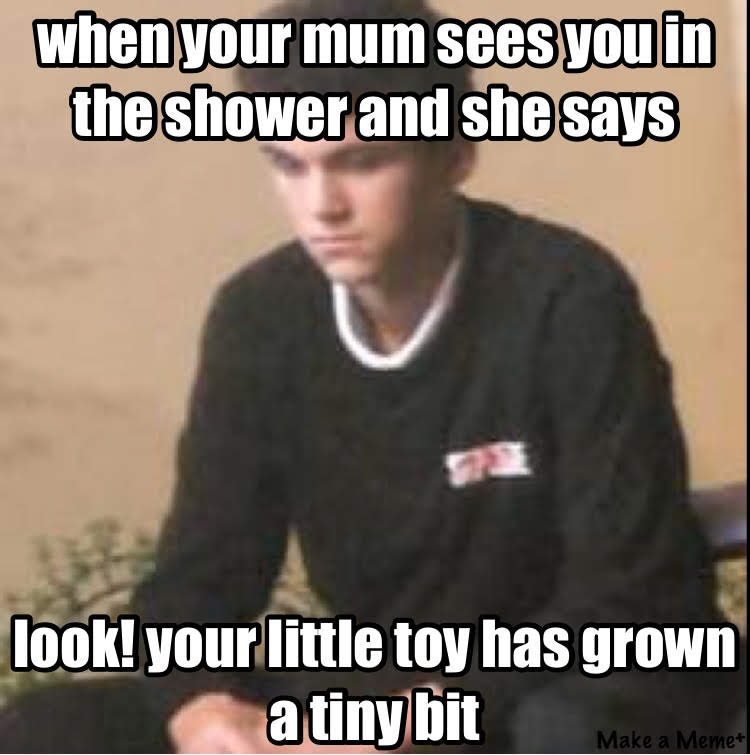 when your mum sees you in
the shower and she says
look! your little toy has grown
a tiny bit
Make a Meme+